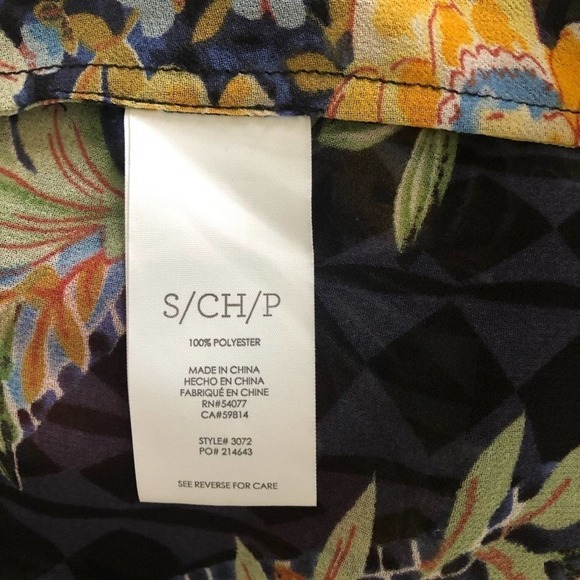 S/CH/P
100% POLYESTER
MADE IN CHINA
HECHO EN CHINA
FABRIQUÉ EN CHINE
RN#54077
CA#59814
STYLE# 3072
PO# 214643
SEE REVERSE FOR CARE